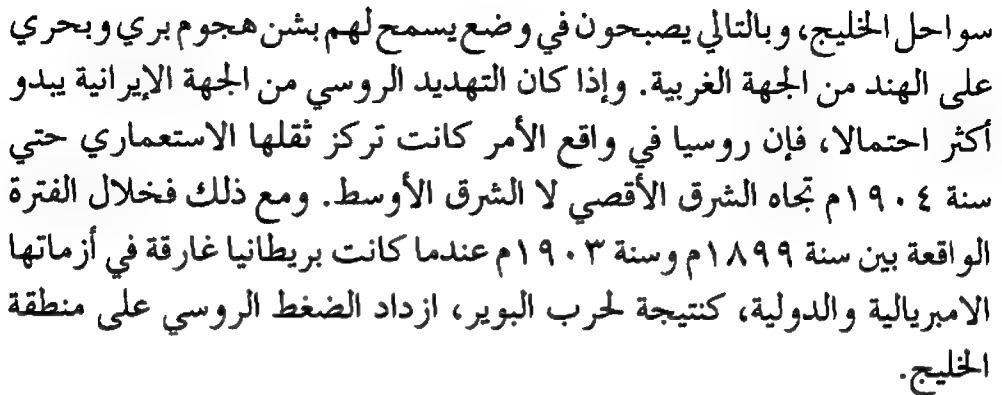 سواحل الخليج، وبالتالي يصبحون في وضع يسمح لهم بشن هجوم بري وبحري
على الهند من الجهة الغربية. وإذا كان التهديد الروسي من الجهة الإيرانية يبدو
أكثر احتمالا، فإن روسيا في واقع الأمر كانت تركز ثقلها الاستعماري حتي
سنة ١٩٠٤م تجاه الشرق الأقصي لا الشرق الأوسط. ومع ذلك فخلال الفترة
الواقعة بين سنة ١٨٩٩م وسنة ١٩٠٣م عندما كانت بريطانيا غارقة في أزماتها
الامبريالية والدولية، كنتيجة لحرب البوير، ازداد الضغط الروسي على منطقة
الخليج.